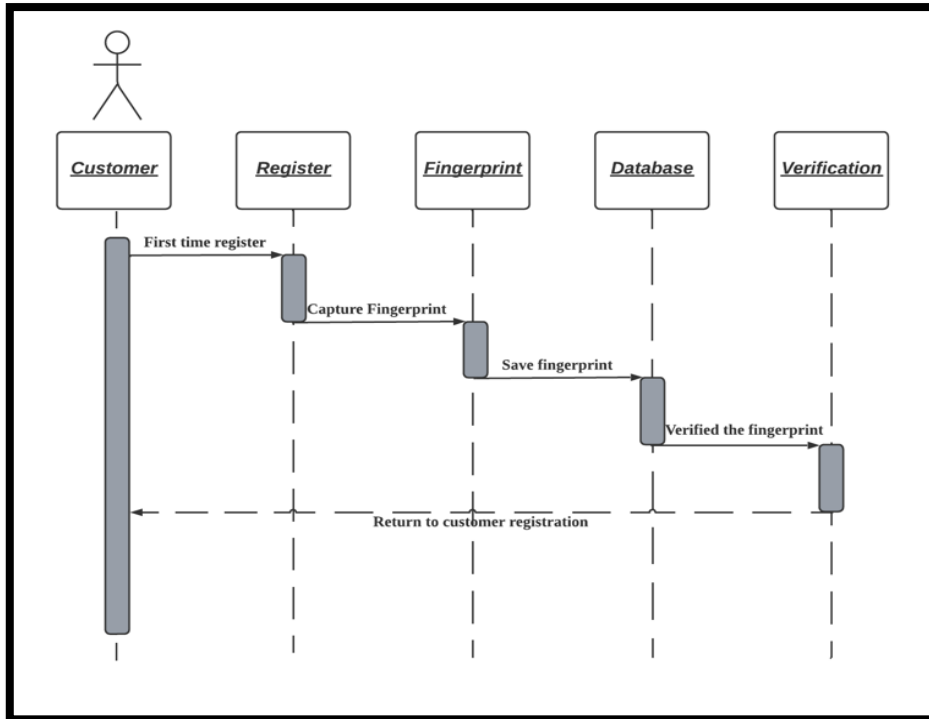 Customer
Register
Fingerprint
Database
Verification
First time register
Capture Fingerprint
Save fingerprint
Verified the fingerprint
Return to customer registration